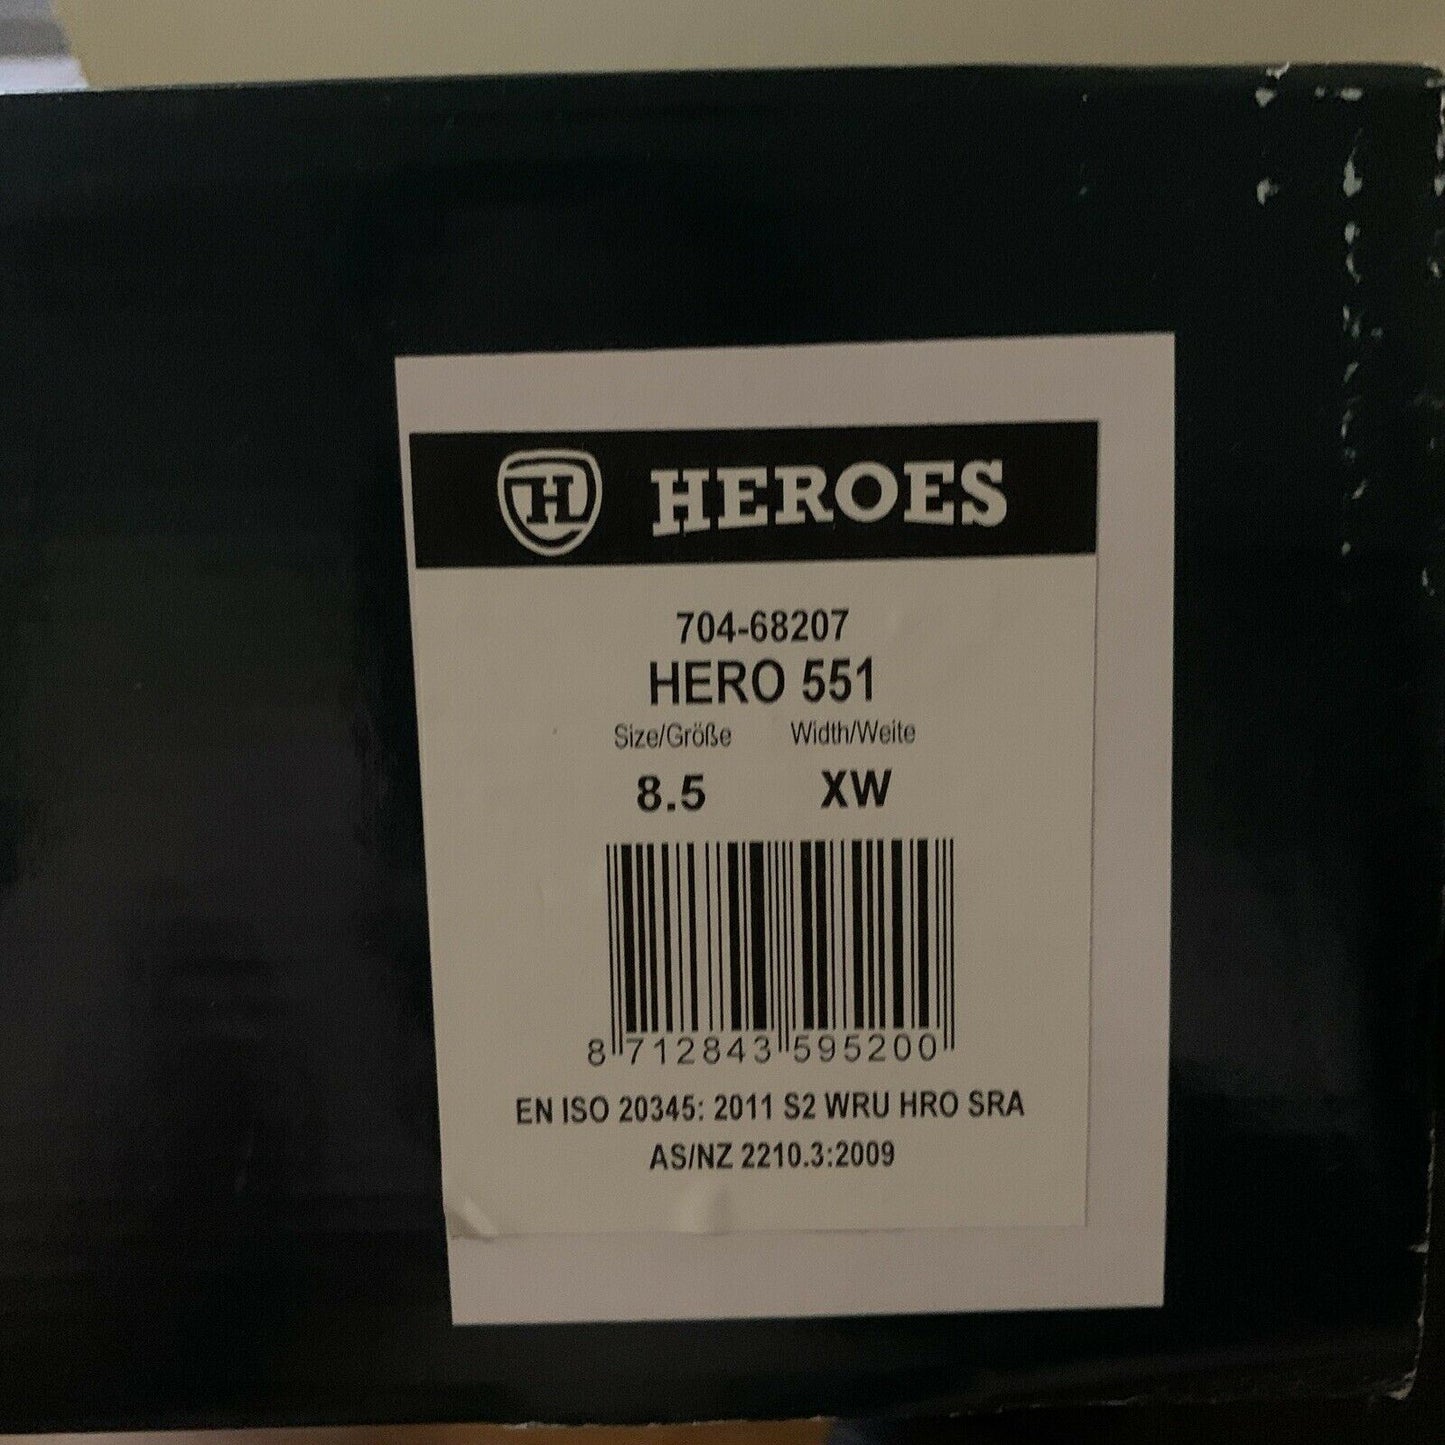 H HEROES
704-68207
HERO 551
Size/Größe Width/Weite
8.5 XW
8 712843 595200
EN ISO 20345: 2011 S2 WRU HRO SRA
AS/NZ 2210.3:2009